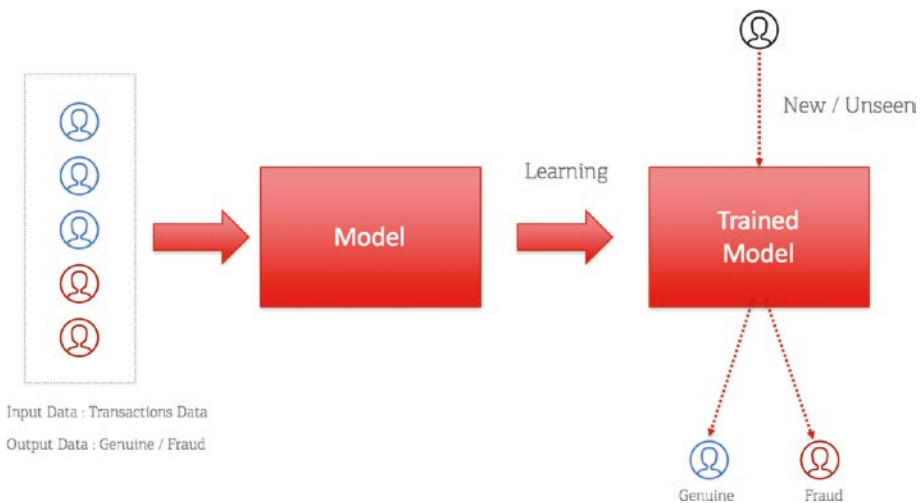 New / Unseen
Learning
Model
Trained
Model
Input Data : Transactions Data
Output Data : Genuine / Fraud
Genuine
Fraud